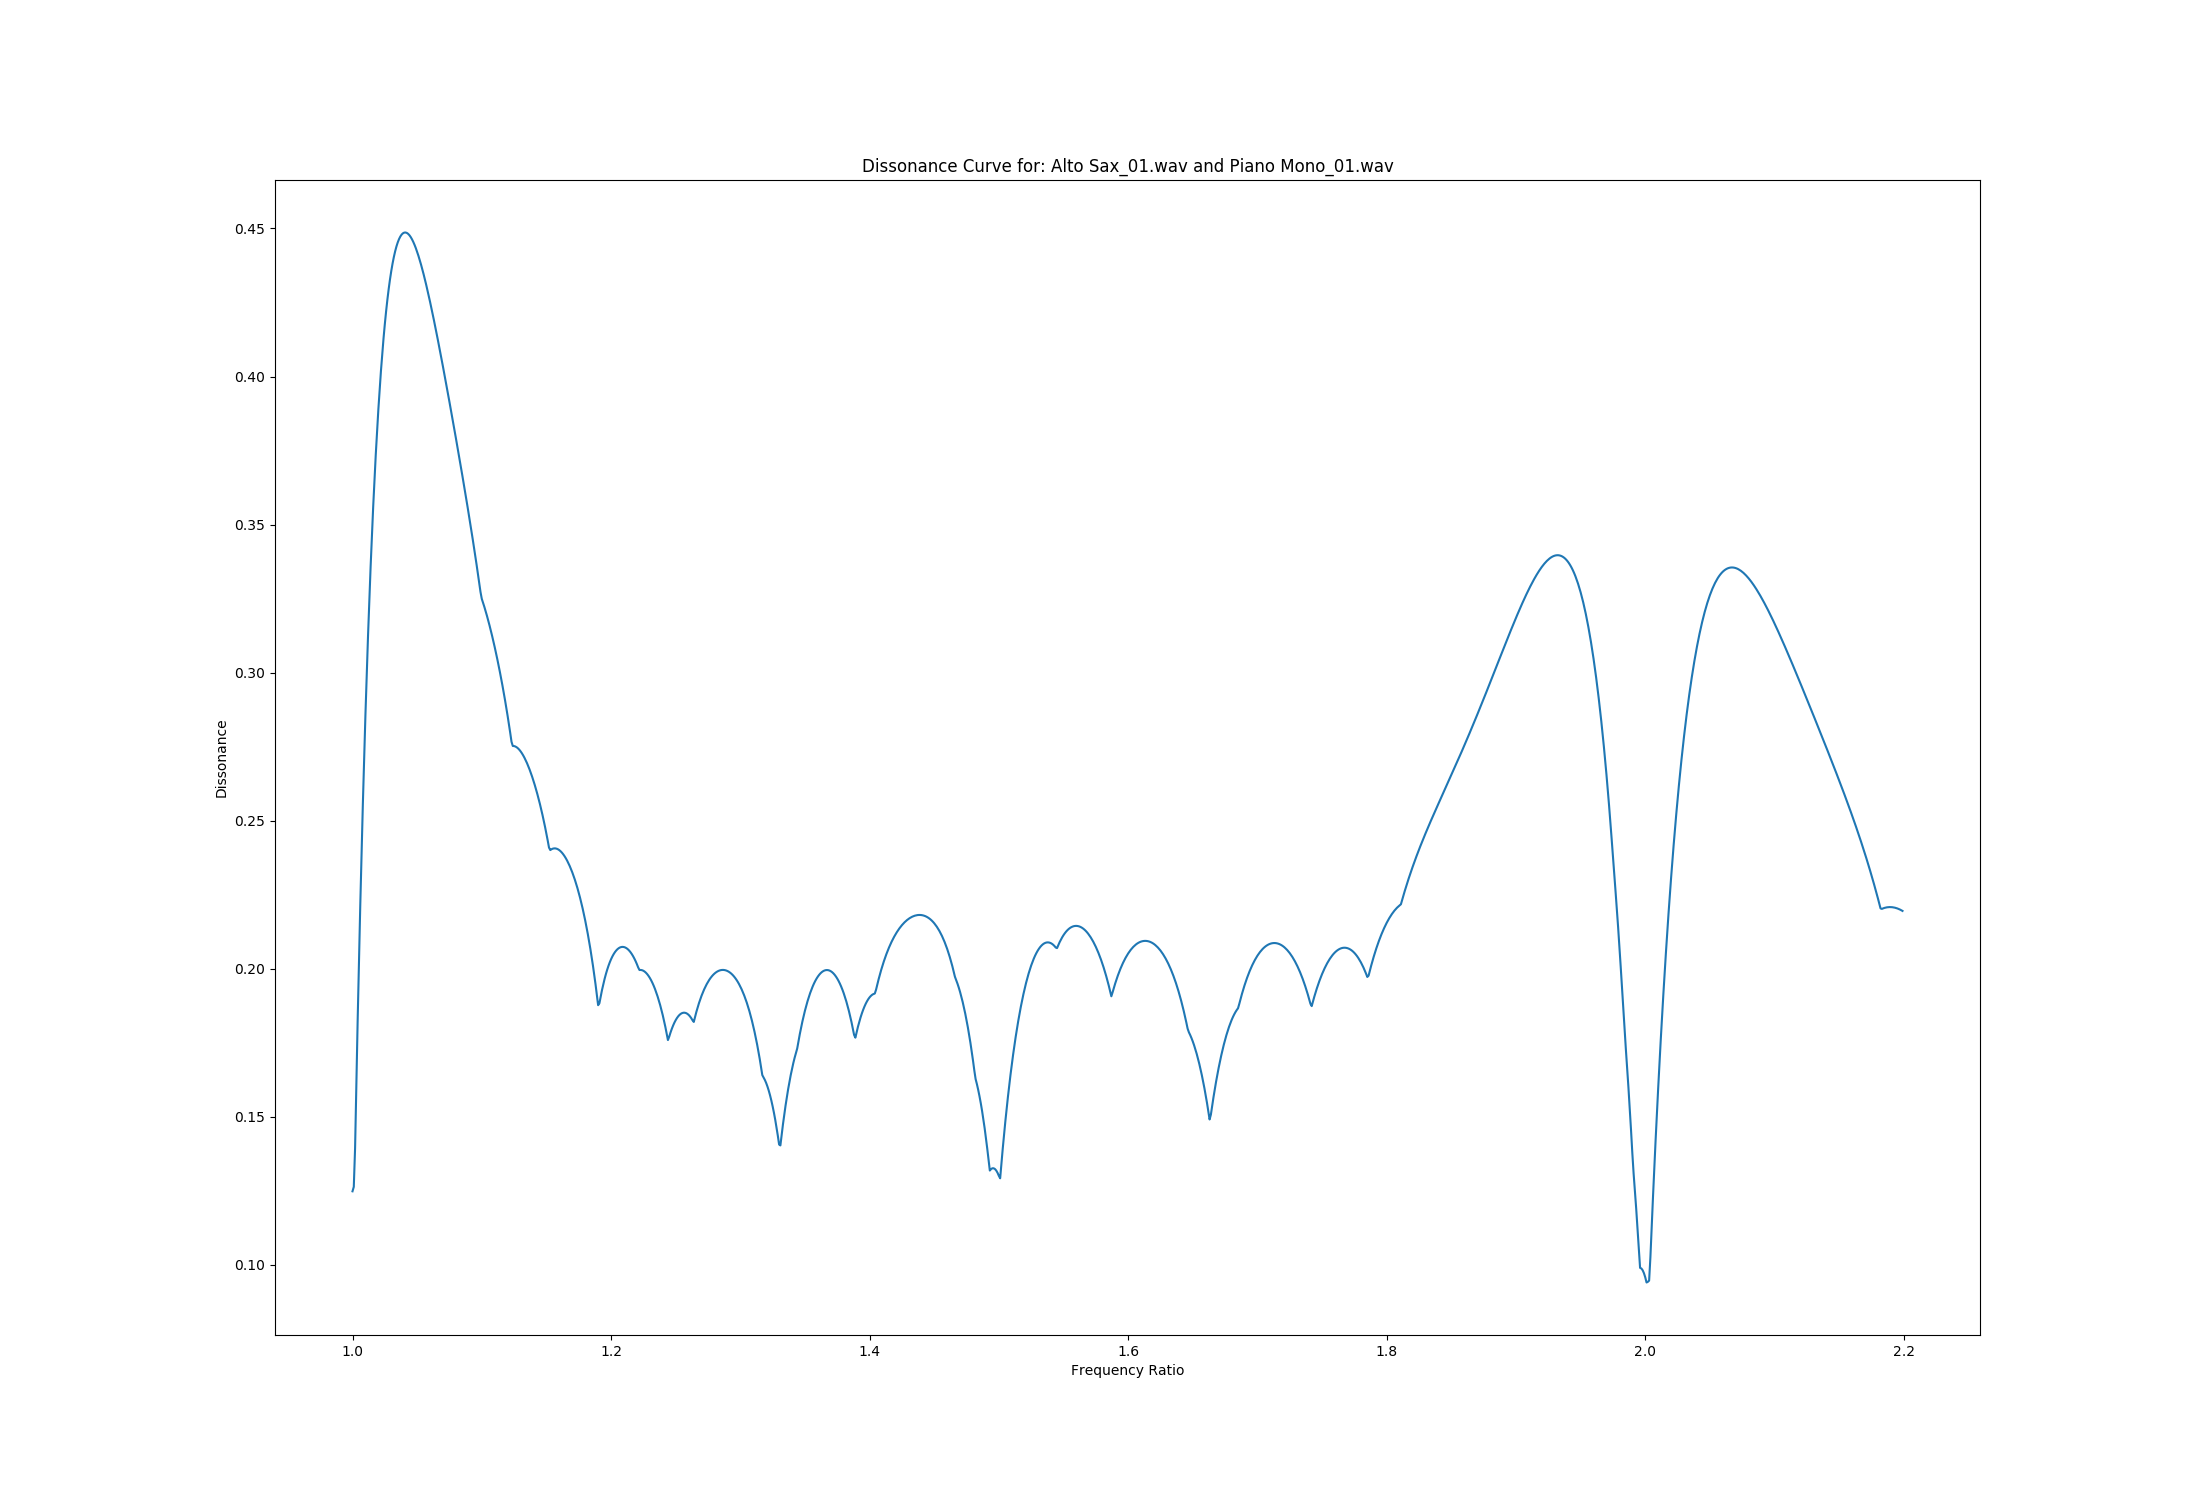 Dissonance Curve for: Alto Sax_01.wav and Piano Mono_01.wav
0.45
0.40
0.35
0.30
0.25
0.20
0.15
0.10
Dissonance
1.0 1.2 1.4 1.6 1.8 2.0 2.2
Frequency Ratio